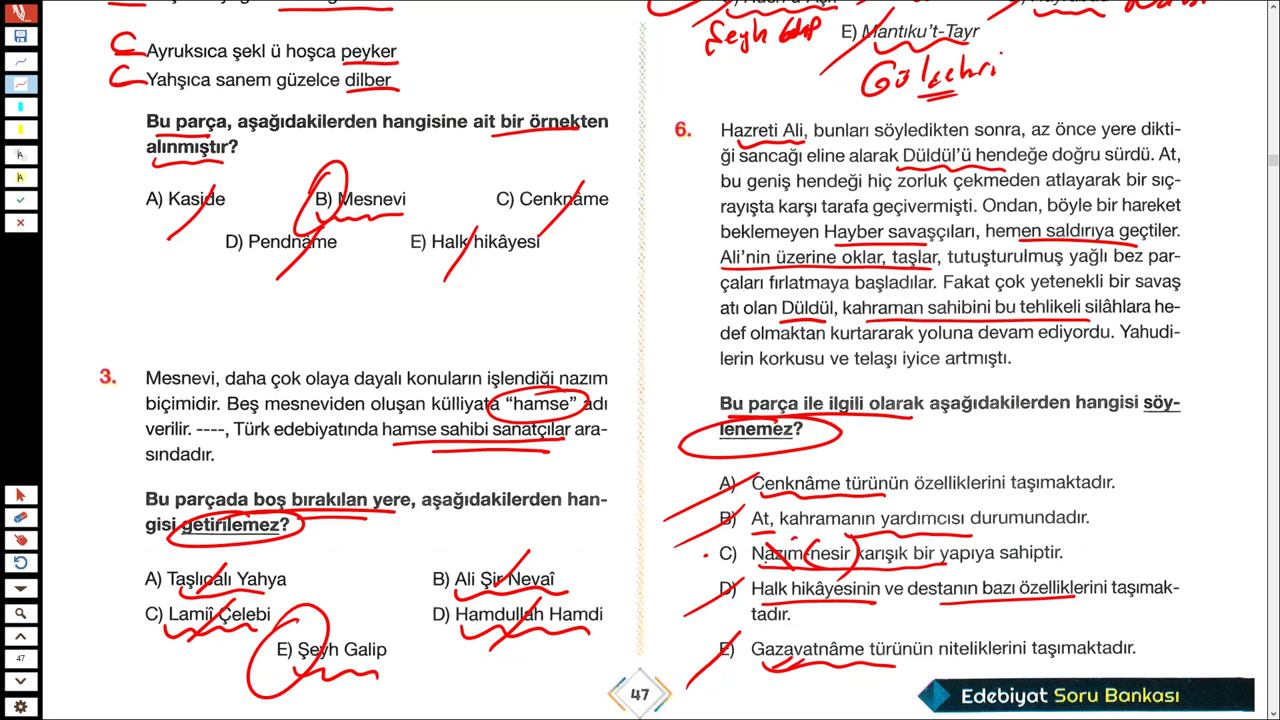 Ayruksıca şekl ü hoşca peyker
Yahşıca sanem güzelce dilber
Bu parça, aşağıdakilerden hangisine ait bir örnekten
alınmıştır?
A) Kaside
B) Mesnevi
C) Cenknâme
D) Pendnâme
E) Halk hikâyesi
3.
Mesnevi, daha çok olaya dayalı konuların işlendiği nazım
biçimidir. Beş mesneviden oluşan külliyata “hamse” adı
verilir. ----, Türk edebiyatında hamse sahibi sanatçılar ara-
sındadır.
Bu parçada boş bırakılan yere, aşağıdakilerden han-
gisi getirilemez?
A) Taşlıcalı Yahya
B) Ali Şir Nevaî
C) Lamiî Çelebi
D) Hamdullah Hamdi
E) Şeyh Galip
Şeyh Galip
E) Mantıku’t-Tayr
Gülşehri
6.
Hazreti Ali, bunları söyledikten sonra, az önce yere dikti-
ği sancağı eline alarak Düldül’ü hendeğe doğru sürdü. At,
bu geniş hendeği hiç zorluk çekmeden atlayarak bir sıç-
rayışta karşı tarafa geçivermişti. Ondan, böyle bir hareket
beklemeyen Hayber savaşçıları, hemen saldırıya geçtiler.
Ali’nin üzerine oklar, taşlar, tutuşturulmuş yağlı bez par-
çaları fırlatmaya başladılar. Fakat çok yetenekli bir savaş
atı olan Düldül, kahraman sahibini bu tehlikeli silâhlara he-
def olmaktan kurtararak yoluna devam ediyordu. Yahudi-
lerin korkusu ve telaşı iyice artmıştı.
Bu parça ile ilgili olarak aşağıdakilerden hangisi söy-
lenemez?
A) Cenknâme türünün özelliklerini taşımaktadır.
B) At, kahramanın yardımcısı durumundadır.
C) Nazım-nesir karışık bir yapıya sahiptir.
D) Halk hikâyesinin ve destanın bazı özelliklerini taşımak-
tadır.
E) Gazavatnâme türünün niteliklerini taşımaktadır.
47
47
Edebiyat Soru Bankası